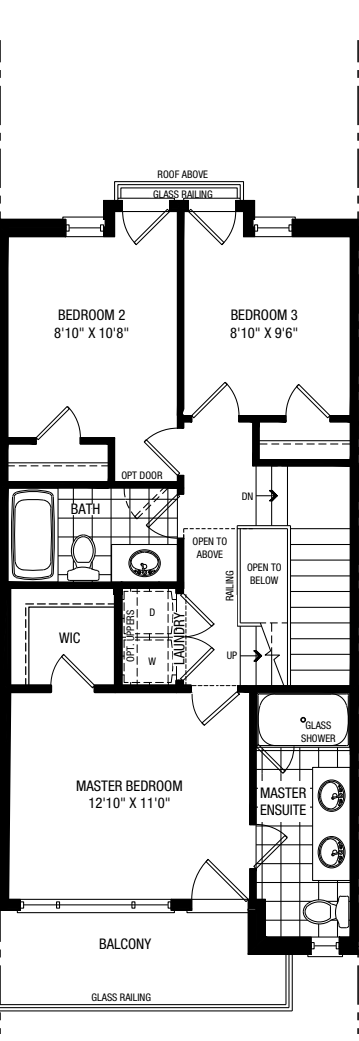 ROOF ABOVE
GLASS RAILING
BEDROOM 2
8'10" X 10'8"
BEDROOM 3
8'10" X 9'6"
OPT DOOR
DN
BATH
OPEN TO
ABOVE
OPEN TO
BELOW
RAILING
OPT. UPPERS
D
W
LAUNDRY
WIC
UP
GLASS
SHOWER
MASTER BEDROOM
12'10" X 11'0"
MASTER
ENSUITE
BALCONY
GLASS RAILING